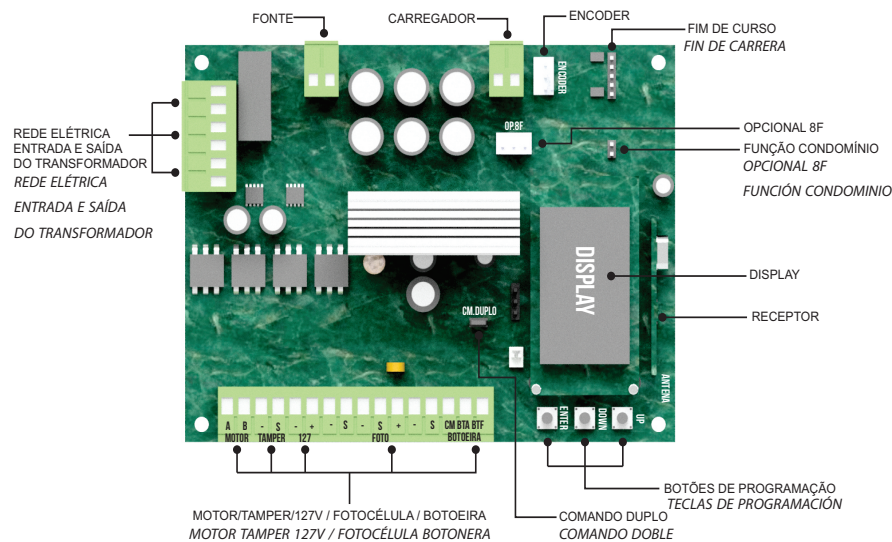 FONTE
CARREGADOR
ENCODER
FIM DE CURSO
FIN DE CARRERA
ENCODER
OP.8F
OPCIONAL 8F
FUNÇÃO CONDOMÍNIO
OPCIONAL 8F
FUNCIÓN CONDOMINIO
REDE ELÉTRICA
ENTRADA E SAÍDA
DO TRANSFORMADOR
REDE ELÉTRICA
ENTRADA E SAÍDA
DO TRANSFORMADOR
DISPLAY
DISPLAY
RECEPTOR
CM.DUPLO
ANTENA
ENTER
DOWN
UP
A B - S - + - S - S + - S CM BTA BTF
MOTOR TAMPER 127 FOTO BOTOEIRA
BOTÕES DE PROGRAMAÇÃO
TECLAS DE PROGRAMACIÓN
MOTOR/TAMPER/127V / FOTOCÉLULA / BOTOEIRA
MOTOR TAMPER 127V / FOTOCÉLULA BOTONERA
COMANDO DUPLO
COMANDO DOBLE